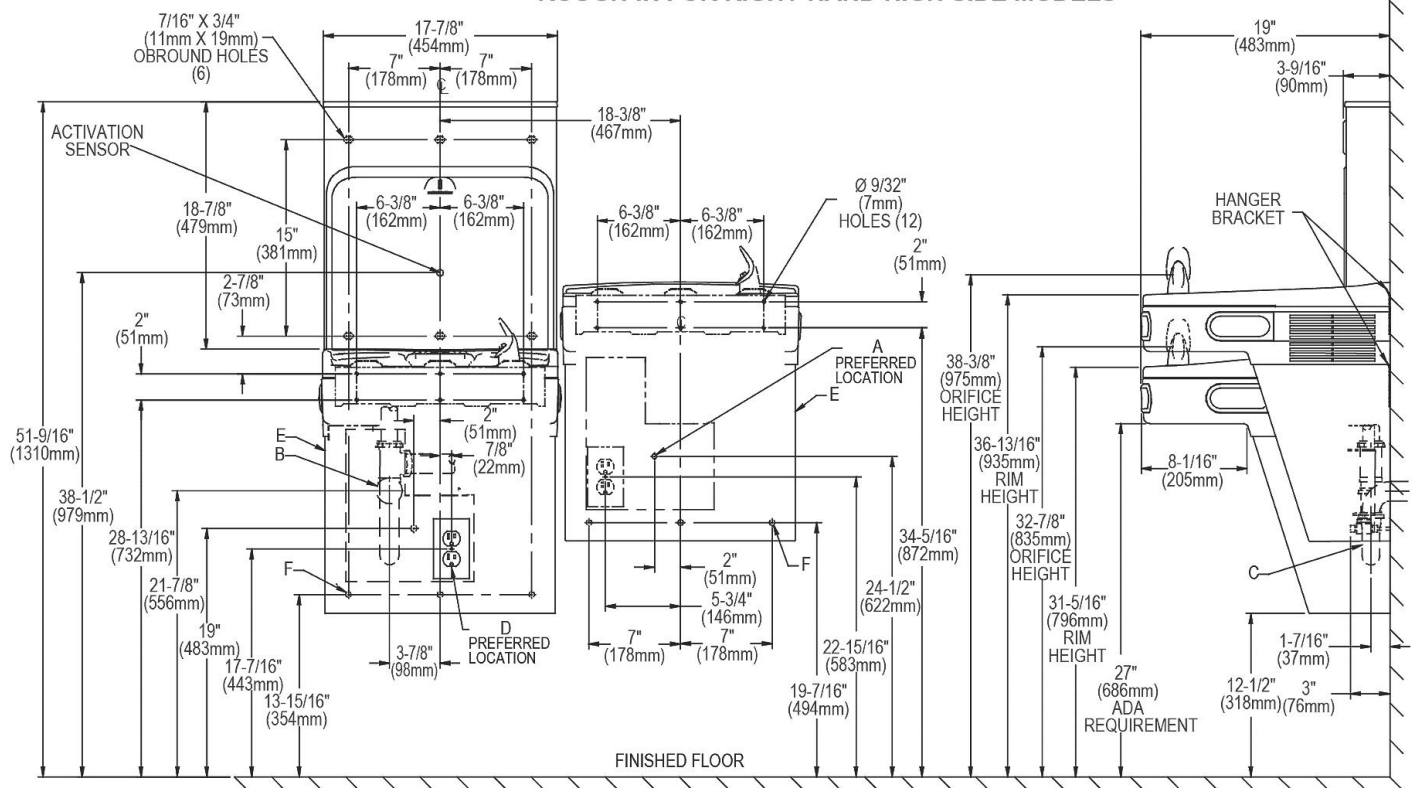 7/16" X 3/4"
(11mm X 19mm)
OBROUND HOLES
(6)
17-7/8"
(454mm)
7"
(178mm)
7"
(178mm)
19"
(483mm)
3-9/16"
(90mm)
18-3/8"
(467mm)
ACTIVATION
SENSOR
6-3/8"
(162mm)
6-3/8"
(162mm)
6-3/8"
(162mm)
6-3/8"
(162mm)
Ø 9/32"
(7mm)
HOLES (12)
HANGER
BRACKET
18-7/8"
(479mm)
15"
(381mm)
2"
(51mm)
2-7/8"
(73mm)
2"
(51mm)
A
PREFERRED
LOCATION
38-3/8"
(975mm)
ORIFICE
HEIGHT
E
51-9/16"
(1310mm)
E
B
2"
(51mm)
7/8"
(22mm)
36-13/16"
(935mm)
RIM
HEIGHT
8-1/16"
(205mm)
38-1/2"
(979mm)
28-13/16"
(732mm)
34-5/16"
(872mm)
32-7/8"
(835mm)
ORIFICE
HEIGHT
21-7/8"
(556mm)
F
2"
(51mm)
F
24-1/2"
(622mm)
C
5-3/4"
(146mm)
31-5/16"
(796mm)
RIM
HEIGHT
19"
(483mm)
D
PREFERRED
LOCATION
7"
(178mm)
7"
(178mm)
22-15/16"
(583mm)
1-7/16"
(37mm)
17-7/16"
(443mm)
3-7/8"
(98mm)
19-7/16"
(494mm)
27"
(686mm)
ADA
REQUIREMENT
12-1/2"
(318mm)
3"
(76mm)
13-15/16"
(354mm)
FINISHED FLOOR